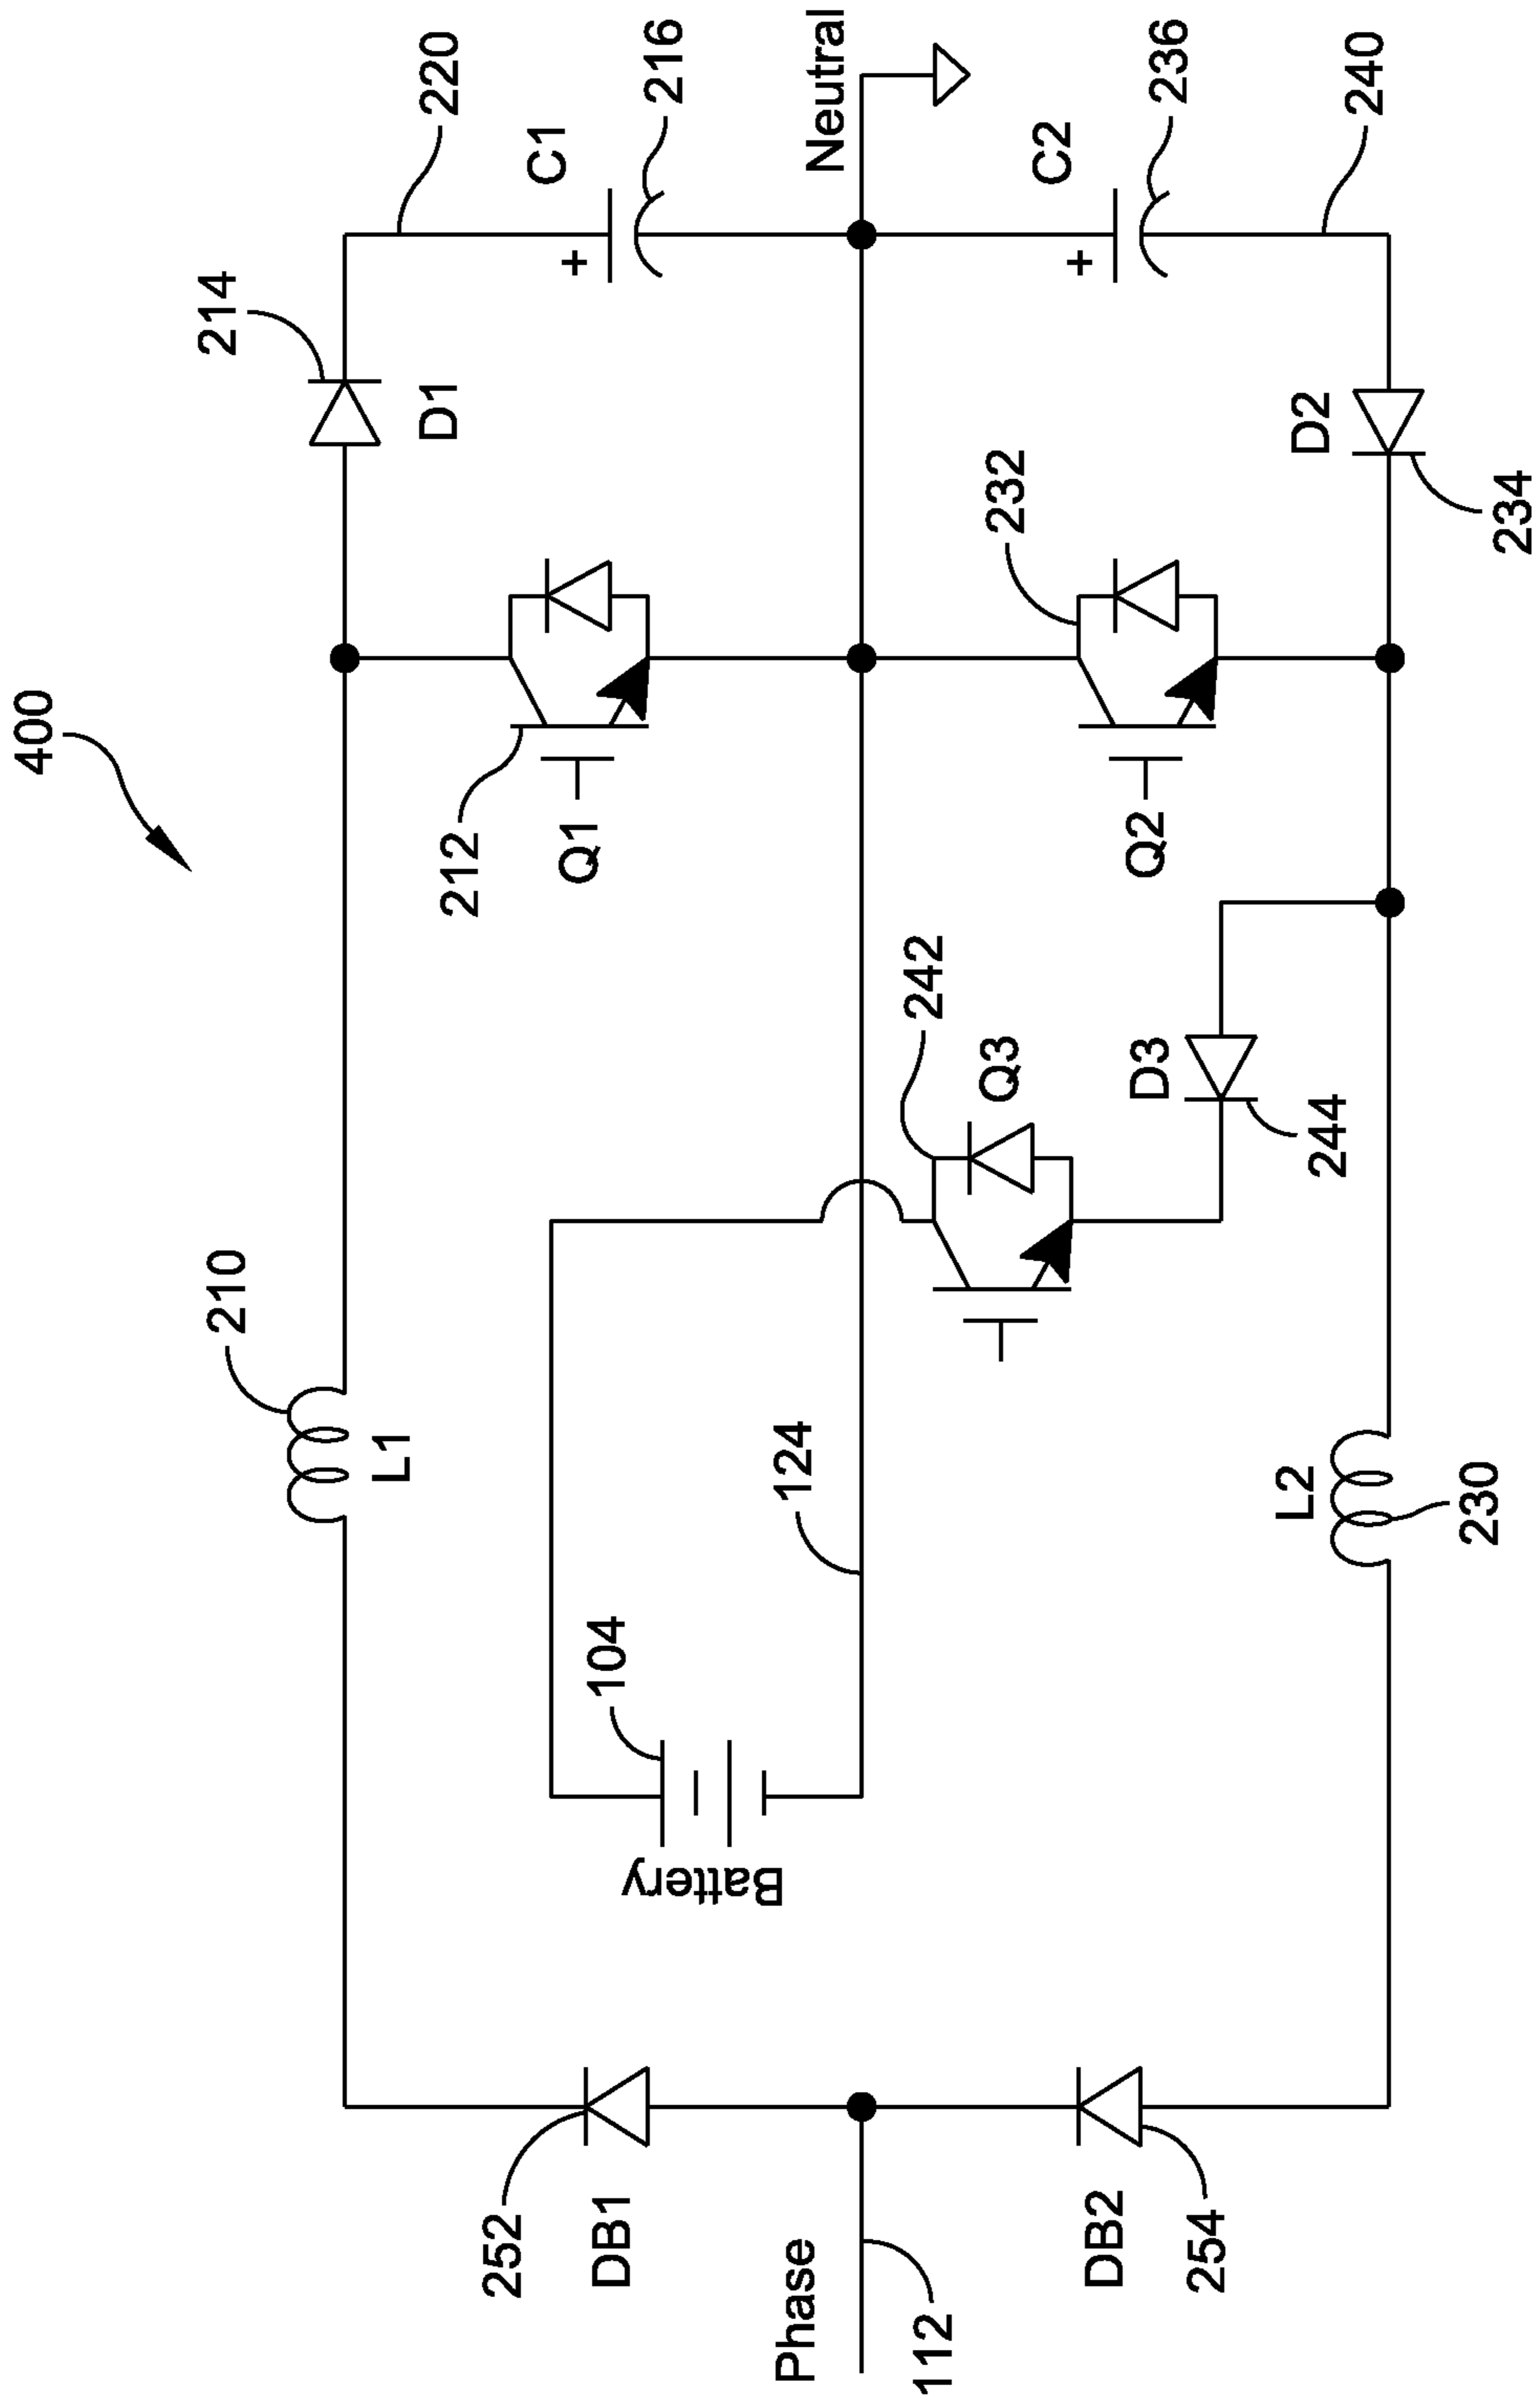 400
210
L1
214
D1
220
252
DB1
212
Q1
C1
216
Battery
104
124
242
Q3
Neutral
Phase
112
232
Q2
C2
236
D3
244
DB2
254
L2
230
D2
234
240